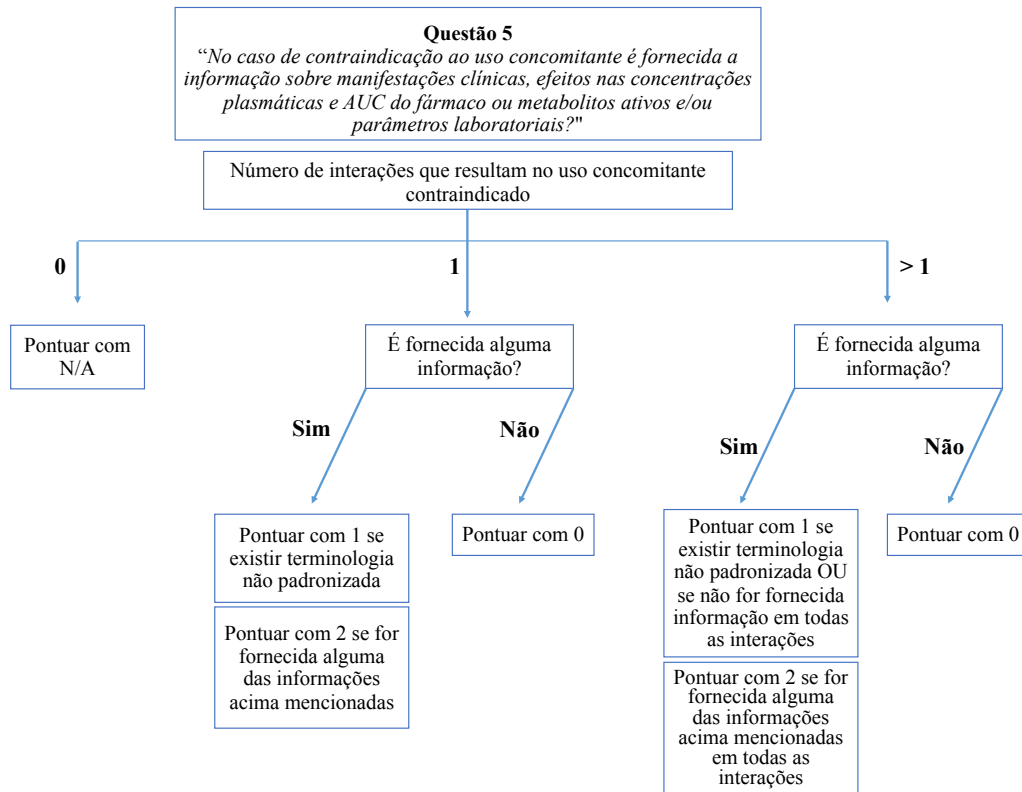 Questão 5
“No caso de contraindicação ao uso concomitante é fornecida a
informação sobre manifestações clínicas, efeitos nas concentrações
plasmáticas e AUC do fármaco ou metabolitos ativos e/ou
parâmetros laboratoriais?"
Número de interações que resultam no uso concomitante
contraindicado
0
1
> 1
Pontuar com
N/A
É fornecida alguma
informação?
É fornecida alguma
informação?
Sim
Não
Sim
Não
Pontuar com 1 se
existir terminologia
não padronizada
Pontuar com 2 se for
fornecida alguma
das informações
acima mencionadas
Pontuar com 0
Pontuar com 1 se
existir terminologia
não padronizada OU
se não for fornecida
informação em todas
as interações
Pontuar com 2 se for
fornecida alguma
das informações
acima mencionadas
em todas as
interações
Pontuar com 0